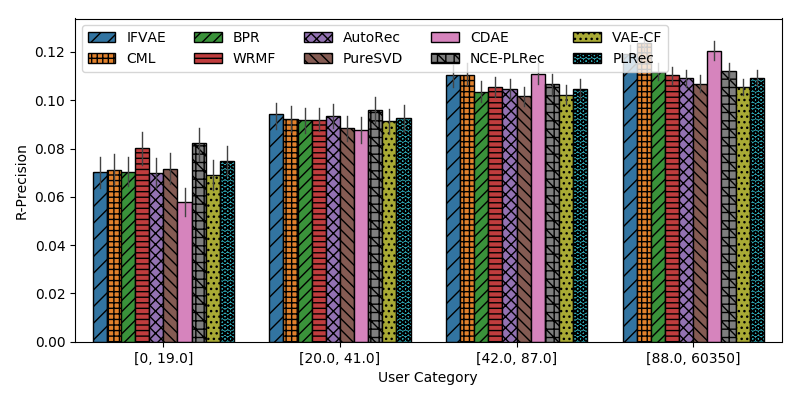 IFVAE BPR AutoRec CDAE VAE-CF
CML WRMF PureSVD NCE-PLRec PLRec
R-Precision
0.12
0.10
0.08
0.06
0.04
0.02
0.00
[0, 19.0] [20.0, 41.0] [42.0, 87.0] [88.0, 60350]
User Category